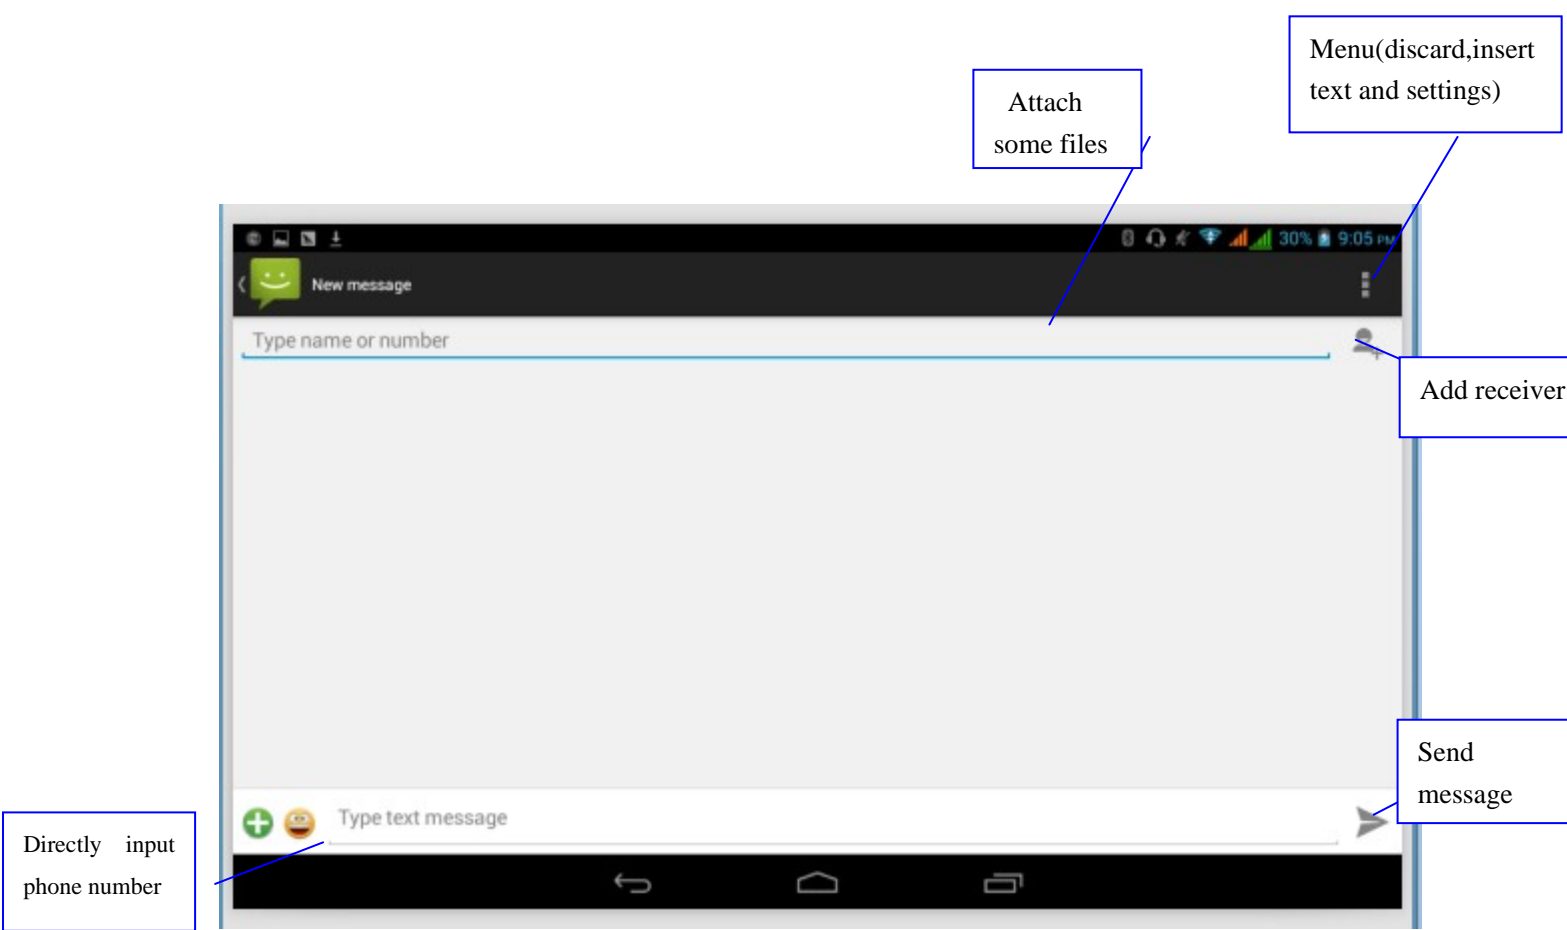 Menu(discard,insert
text and settings)
Attach
some files
30% 9:05 PM
New message
Type name or number
Add receiver
Send
message
Type text message
Directly input
phone number